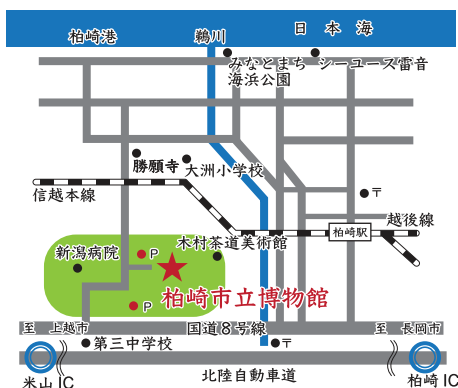 日本海
柏崎港
鵜川
みなとまち
海浜公園
シーユース雷音
勝願寺
大洲小学校
信越本線
〒
越後線
柏崎駅
木村茶道美術館
新潟病院
P
柏崎市立博物館
P
至 上越市
国道8号線
至 長岡市
第三中学校
〒
米山IC
北陸自動車道
柏崎IC